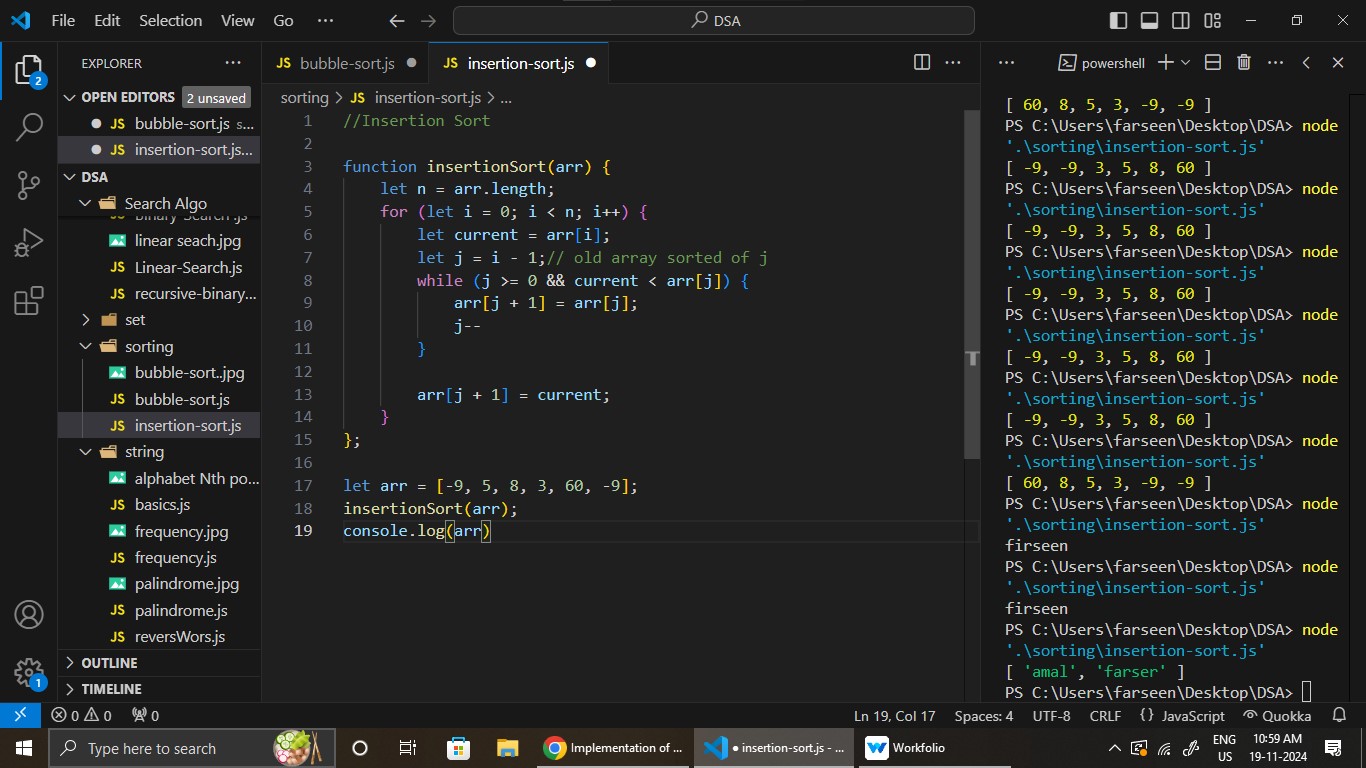 File Edit Selection View Go ··· DSA
EXPLORER ···
OPEN EDITORS 2 unsaved
JS bubble-sort.js s...
JS insertion-sort.js...
DSA
Search Algo
Binary-Search .js
linear seach.jpg
JS Linear-Search.js
JS recursive-binary...
set
sorting
bubble-sort..jpg
JS bubble-sort.js
JS insertion-sort.js
string
alphabet Nth po...
JS basics.js
frequency.jpg
JS frequency.js
palindrome.jpg
JS palindrome.js
JS reversWors.js
OUTLINE
TIMELINE
2
1
JS bubble-sort.js ● JS insertion-sort.js ●
sorting > JS insertion-sort.js > ...
1 //Insertion Sort
2
3 function insertionSort(arr) {
4 let n = arr.length;
5 for (let i = 0; i < n; i++) {
6 let current = arr[i];
7 let j = i - 1;// old array sorted of j
8 while (j >= 0 && current < arr[j]) {
9 arr[j + 1] = arr[j];
10 j--
11 }
12
13 arr[j + 1] = current;
14 }
15 };
16
17 let arr = [-9, 5, 8, 3, 60, -9];
18 insertionSort(arr);
19 console.log(arr)
··· powershell ···
[ 60, 8, 5, 3, -9, -9 ]
PS C:\Users\farseen\Desktop\DSA> node
'.\sorting\insertion-sort.js'
[ -9, -9, 3, 5, 8, 60 ]
PS C:\Users\farseen\Desktop\DSA> node
'.\sorting\insertion-sort.js'
[ -9, -9, 3, 5, 8, 60 ]
PS C:\Users\farseen\Desktop\DSA> node
'.\sorting\insertion-sort.js'
[ -9, -9, 3, 5, 8, 60 ]
PS C:\Users\farseen\Desktop\DSA> node
'.\sorting\insertion-sort.js'
[ -9, -9, 3, 5, 8, 60 ]
PS C:\Users\farseen\Desktop\DSA> node
'.\sorting\insertion-sort.js'
[ -9, -9, 3, 5, 8, 60 ]
PS C:\Users\farseen\Desktop\DSA> node
'.\sorting\insertion-sort.js'
[ 60, 8, 5, 3, -9, -9 ]
PS C:\Users\farseen\Desktop\DSA> node
'.\sorting\insertion-sort.js'
firseen
PS C:\Users\farseen\Desktop\DSA> node
'.\sorting\insertion-sort.js'
firseen
PS C:\Users\farseen\Desktop\DSA> node
'.\sorting\insertion-sort.js'
[ 'amal', 'farser' ]
PS C:\Users\farseen\Desktop\DSA>
0 0 0 Ln 19, Col 17 Spaces: 4 UTF-8 CRLF {} JavaScript Quokka
Type here to search Implementation of ... ● insertion-sort.js - ... Workfolio ENG US 10:59 AM 19-11-2024